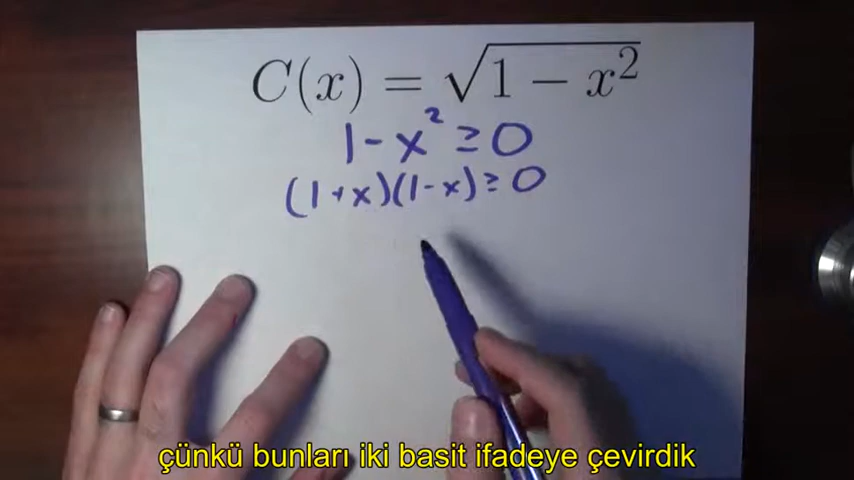 C(x) = √(1 − x²)
1 - x² ≥ 0
(1 + x)(1 - x) ≥ 0
çünkü bunları iki basit ifadeye çevirdik